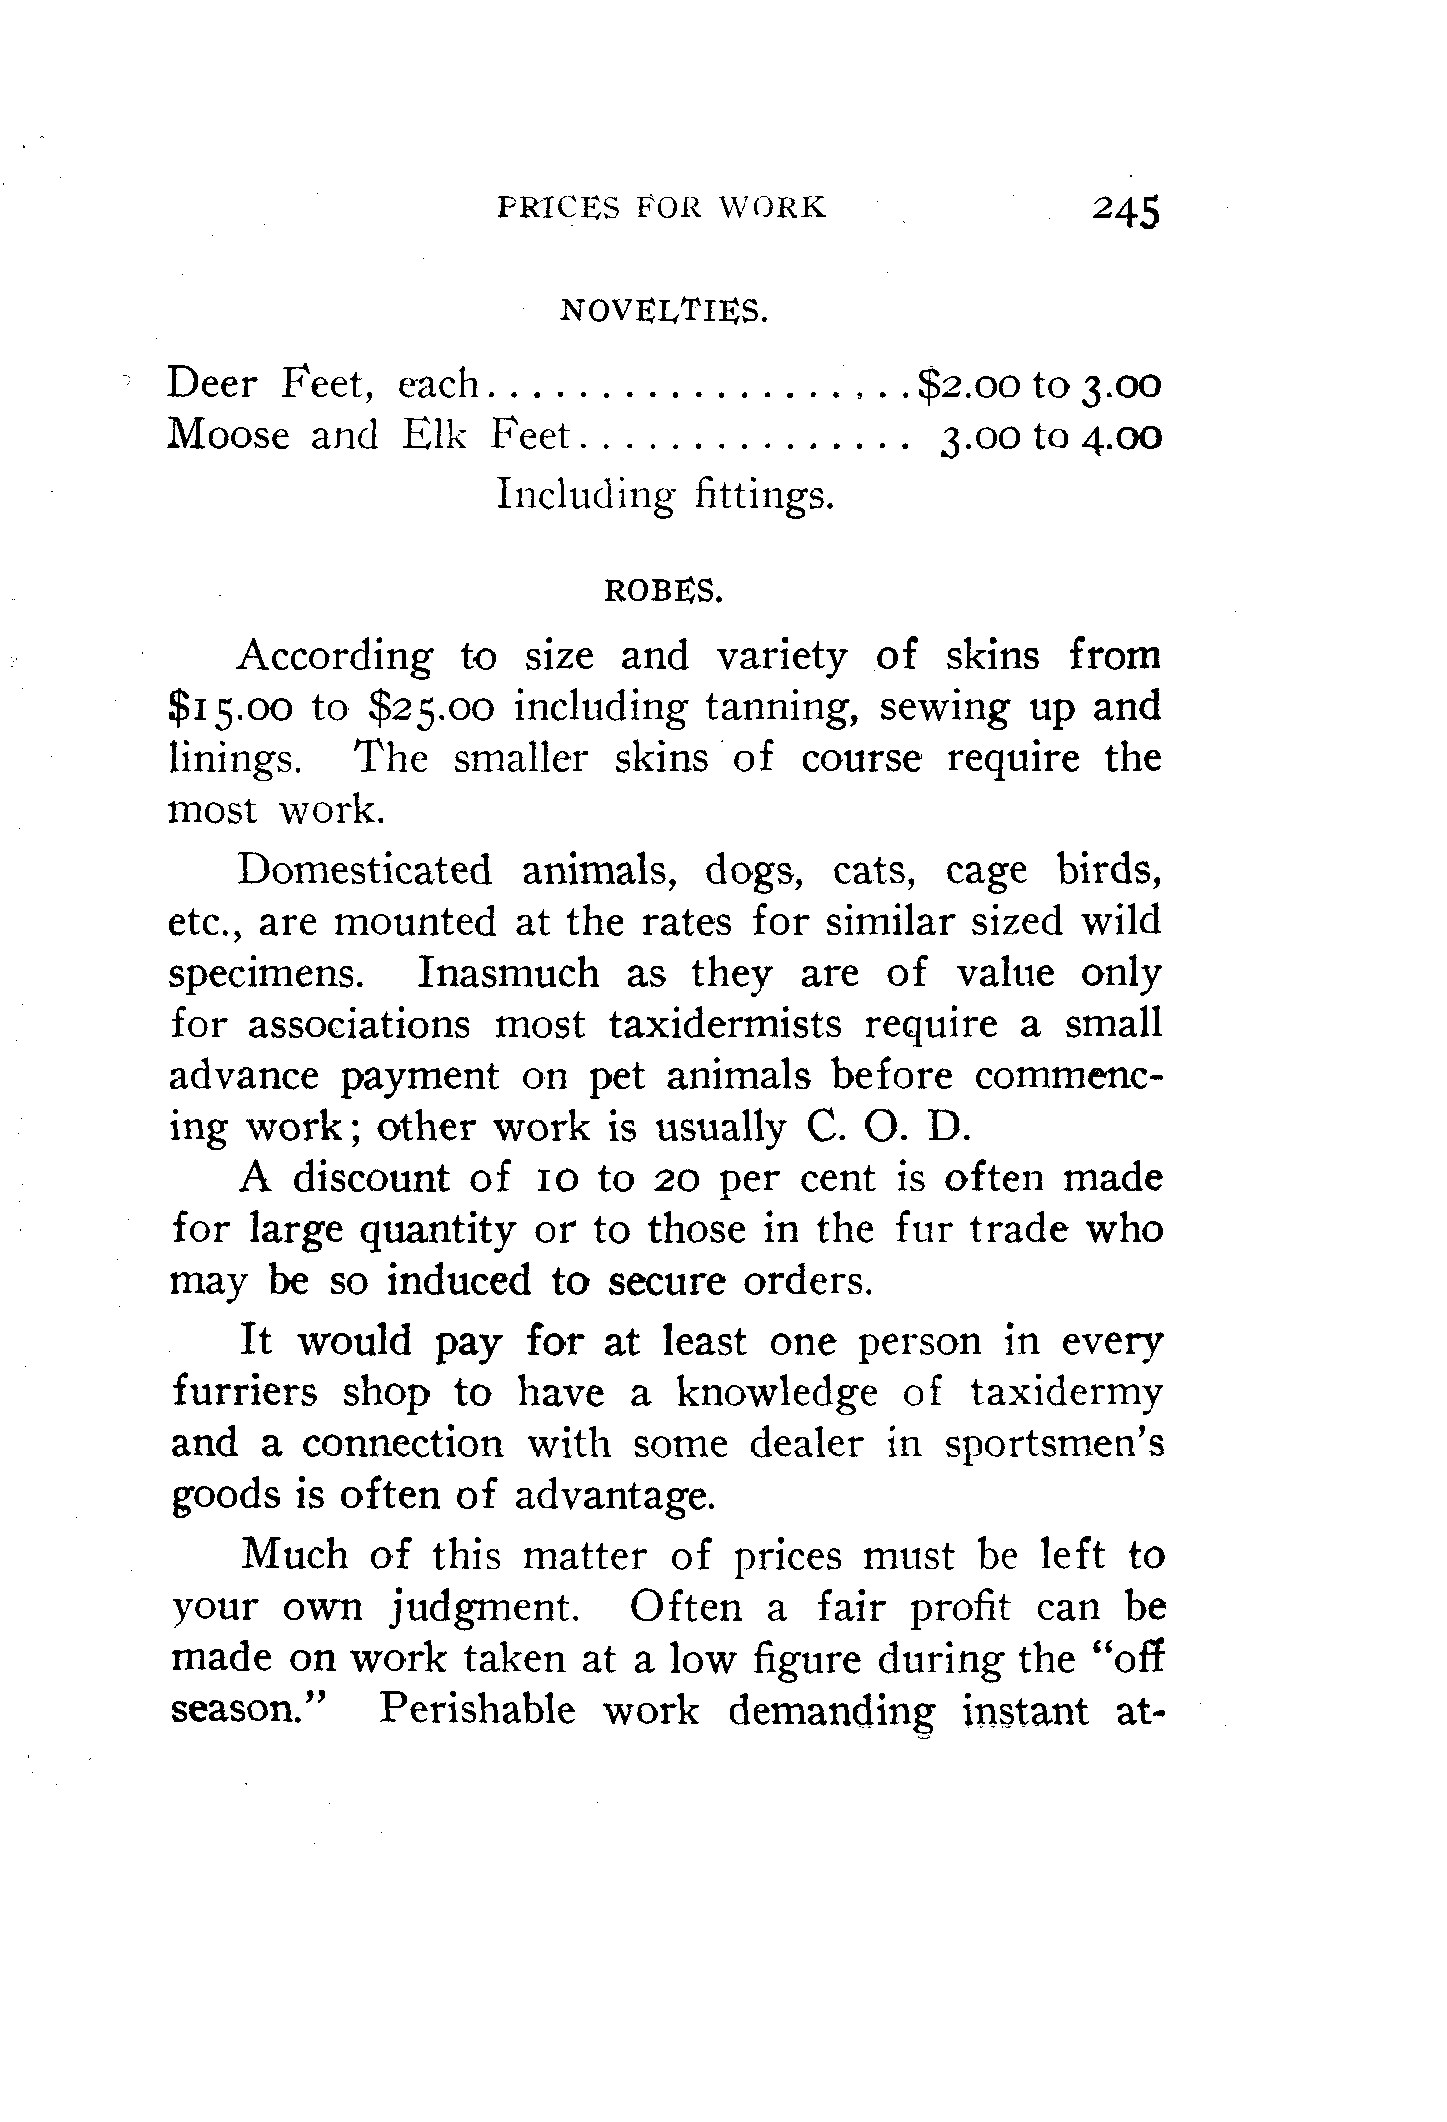 PRICES FOR WORK 245
NOVELTIES.
Deer Feet, each...................$2.00 to 3.00
Moose and Elk Feet............... 3.00 to 4.00
Including fittings.
ROBES.
According to size and variety of skins from
$15.00 to $25.00 including tanning, sewing up and
linings. The smaller skins of course require the
most work.
Domesticated animals, dogs, cats, cage birds,
etc., are mounted at the rates for similar sized wild
specimens. Inasmuch as they are of value only
for associations most taxidermists require a small
advance payment on pet animals before commenc-
ing work; other work is usually C. O. D.
A discount of 10 to 20 per cent is often made
for large quantity or to those in the fur trade who
may be so induced to secure orders.
It would pay for at least one person in every
furriers shop to have a knowledge of taxidermy
and a connection with some dealer in sportsmen's
goods is often of advantage.
Much of this matter of prices must be left to
your own judgment. Often a fair profit can be
made on work taken at a low figure during the "off
season." Perishable work demanding instant at-